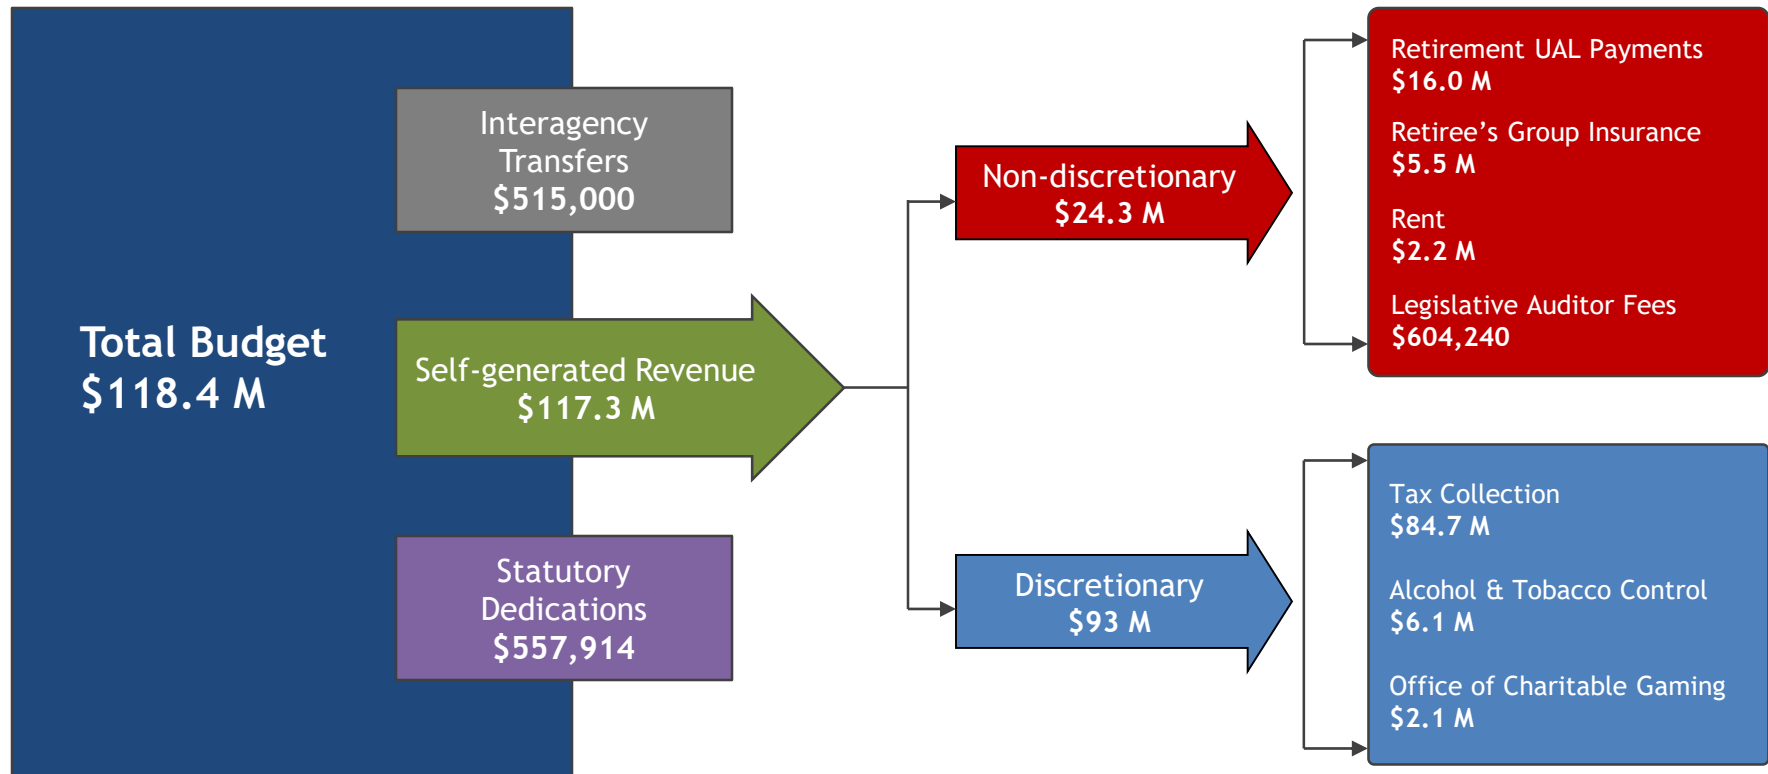 Total Budget
$118.4 M
Interagency
Transfers
$515,000
Self-generated Revenue
$117.3 M
Statutory
Dedications
$557,914
Non-discretionary
$24.3 M
Discretionary
$93 M
Retirement UAL Payments
$16.0 M
Retiree’s Group Insurance
$5.5 M
Rent
$2.2 M
Legislative Auditor Fees
$604,240
Tax Collection
$84.7 M
Alcohol & Tobacco Control
$6.1 M
Office of Charitable Gaming
$2.1 M